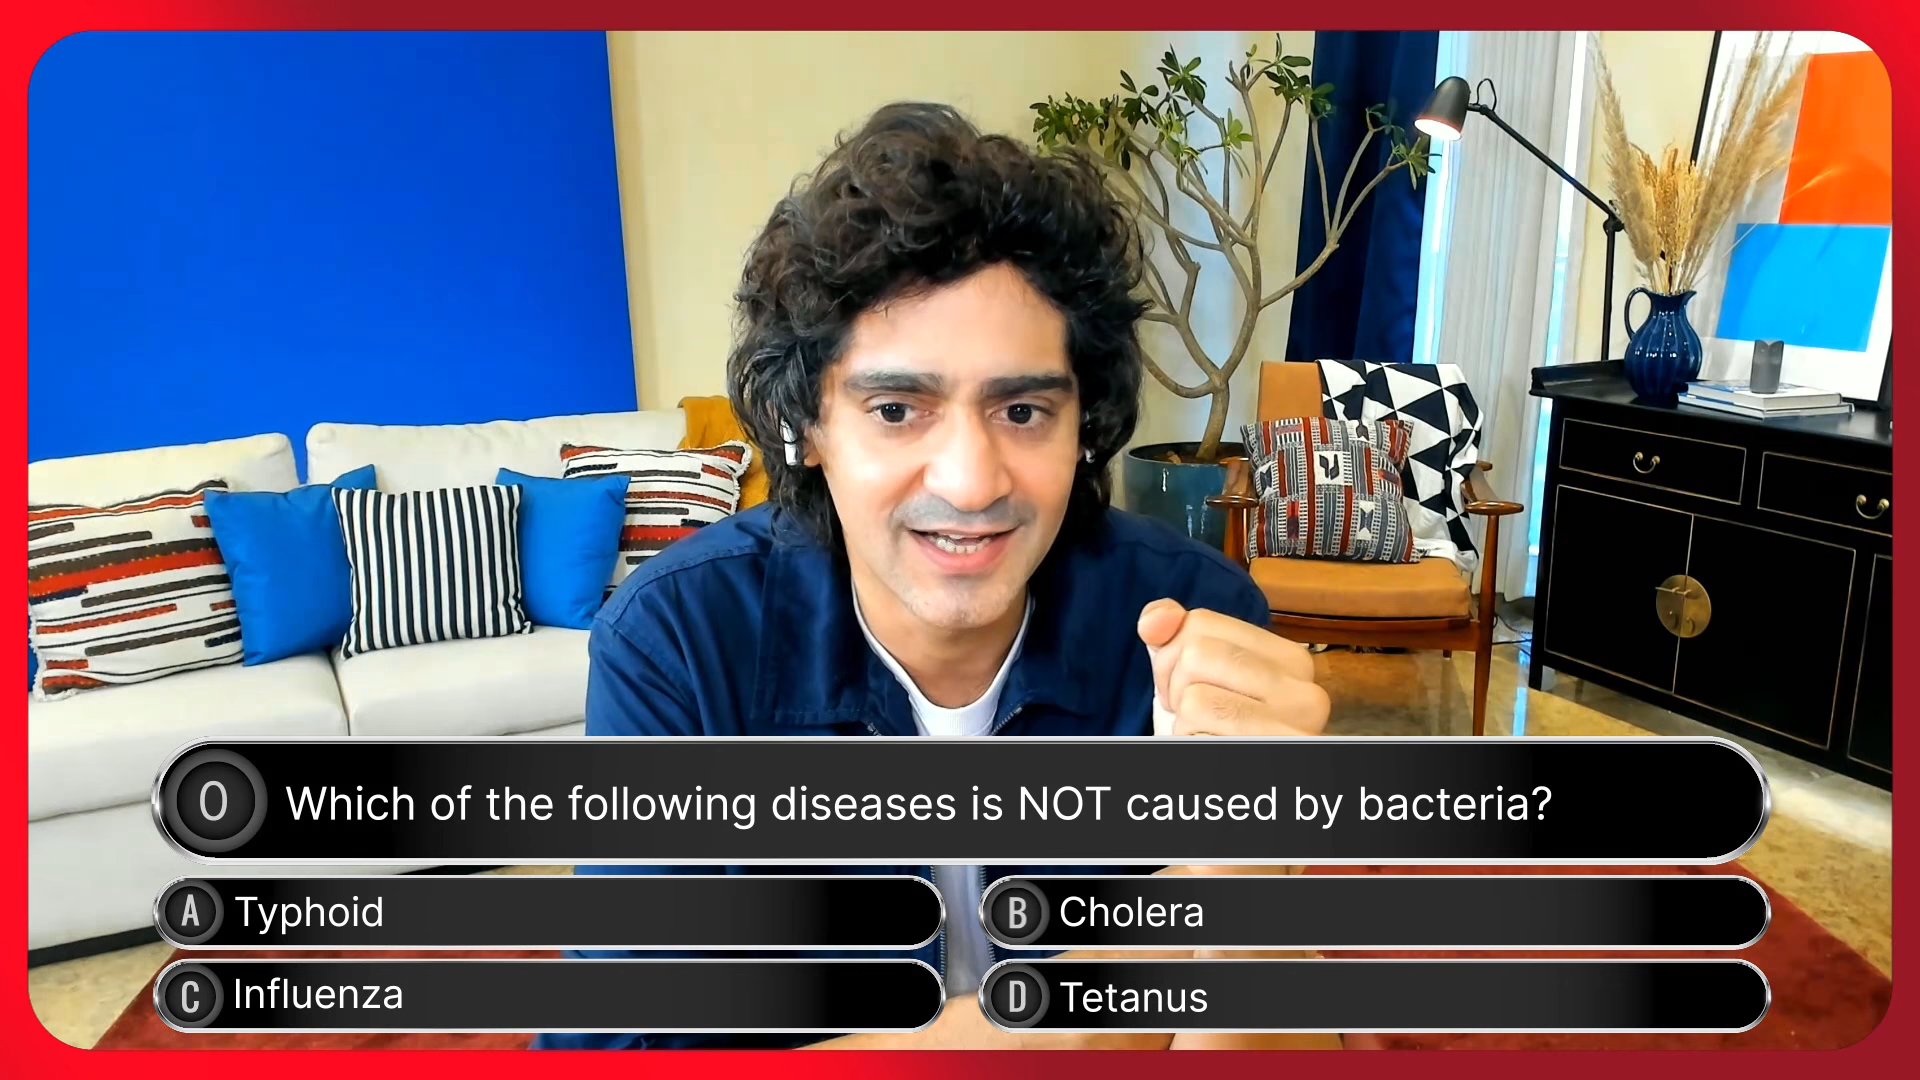 O Which of the following diseases is NOT caused by bacteria?
A Typhoid
B Cholera
C Influenza
D Tetanus